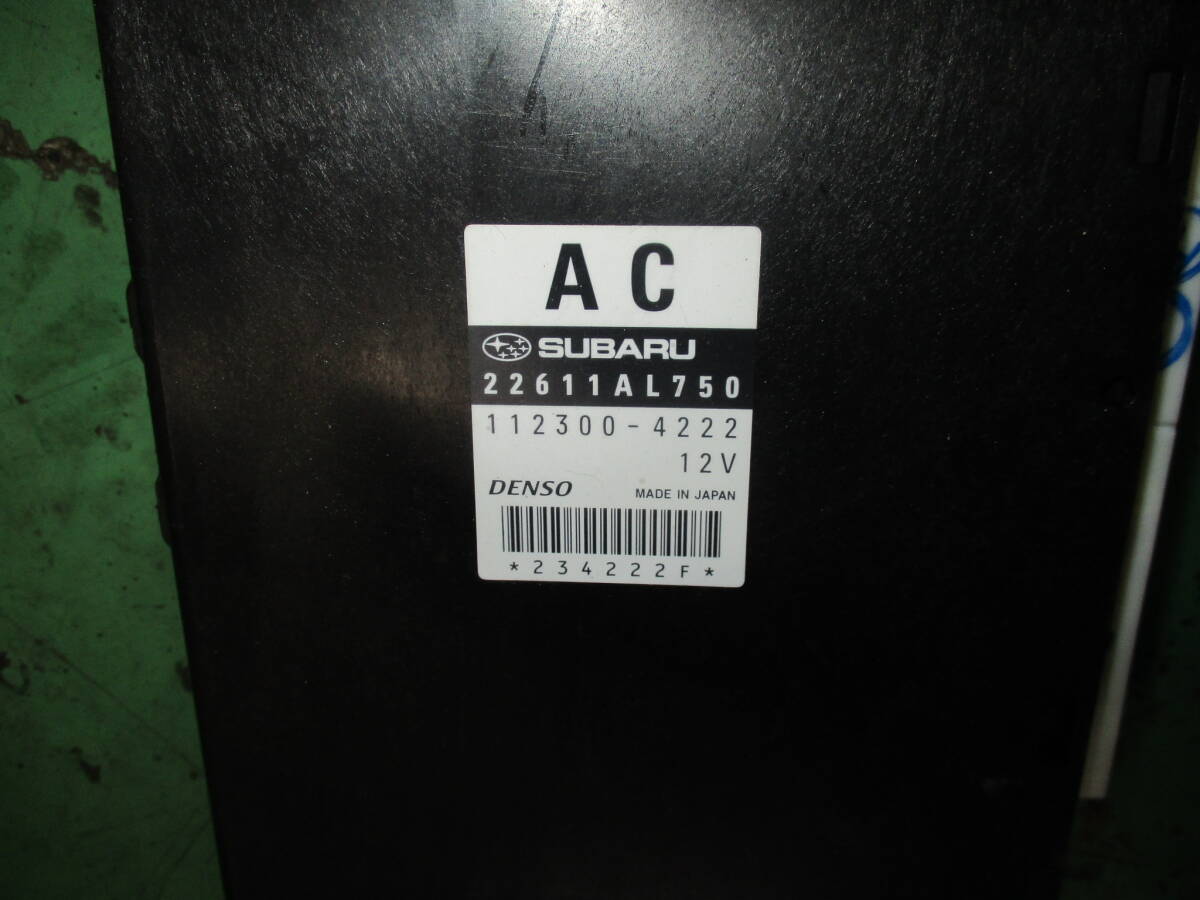 AC
SUBARU
22611AL750
112300-4222
12V
DENSO MADE IN JAPAN
*234222F*